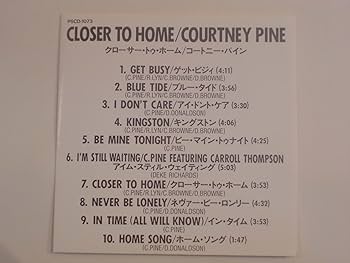 PSCD-1073
CLOSER TO HOME/COURTNEY PINE
クローサー・トゥ・ホーム/コートニー・パイン
1. GET BUSY/ゲット・ビジィ(4:11)
(C.PINE/R.LYN/C.BROWNE/D.BROWNE)
2. BLUE TIDE/ブルー・タイド(3:56)
(C.PINE/R.LYN/C.BROWNE/D.BROWNE)
3. I DON'T CARE/アイ・ドント・ケア(3:30)
(C.PINE/D.DONALDSON)
4. KINGSTON/キングストン(4:06)
(C.PINE/R.LYN/C.BROWNE/D.BROWNE)
5. BE MINE TONIGHT/ビー・マイン・トゥナイト(4:25)
(C.PINE)
6. I'M STILL WAITING/C.PINE FEATURING CARROLL THOMPSON
アイム・スティル・ウェイティング(5:03)
(DEKE RICHARDS)
7. CLOSER TO HOME/クローサー・トゥ・ホーム(3:53)
(C.PINE/R.LYN/C.BROWNE/D.BROWNE)
8. NEVER BE LONELY/ネヴァー・ビー・ロンリー(4:32)
(C.PINE/D.DONALDSON)
9. IN TIME (ALL WILL KNOW)/イン・タイム(3:53)
(C.PINE/D.DONALDSON)
10. HOME SONG/ホーム・ソング(1:47)
(C.PINE)